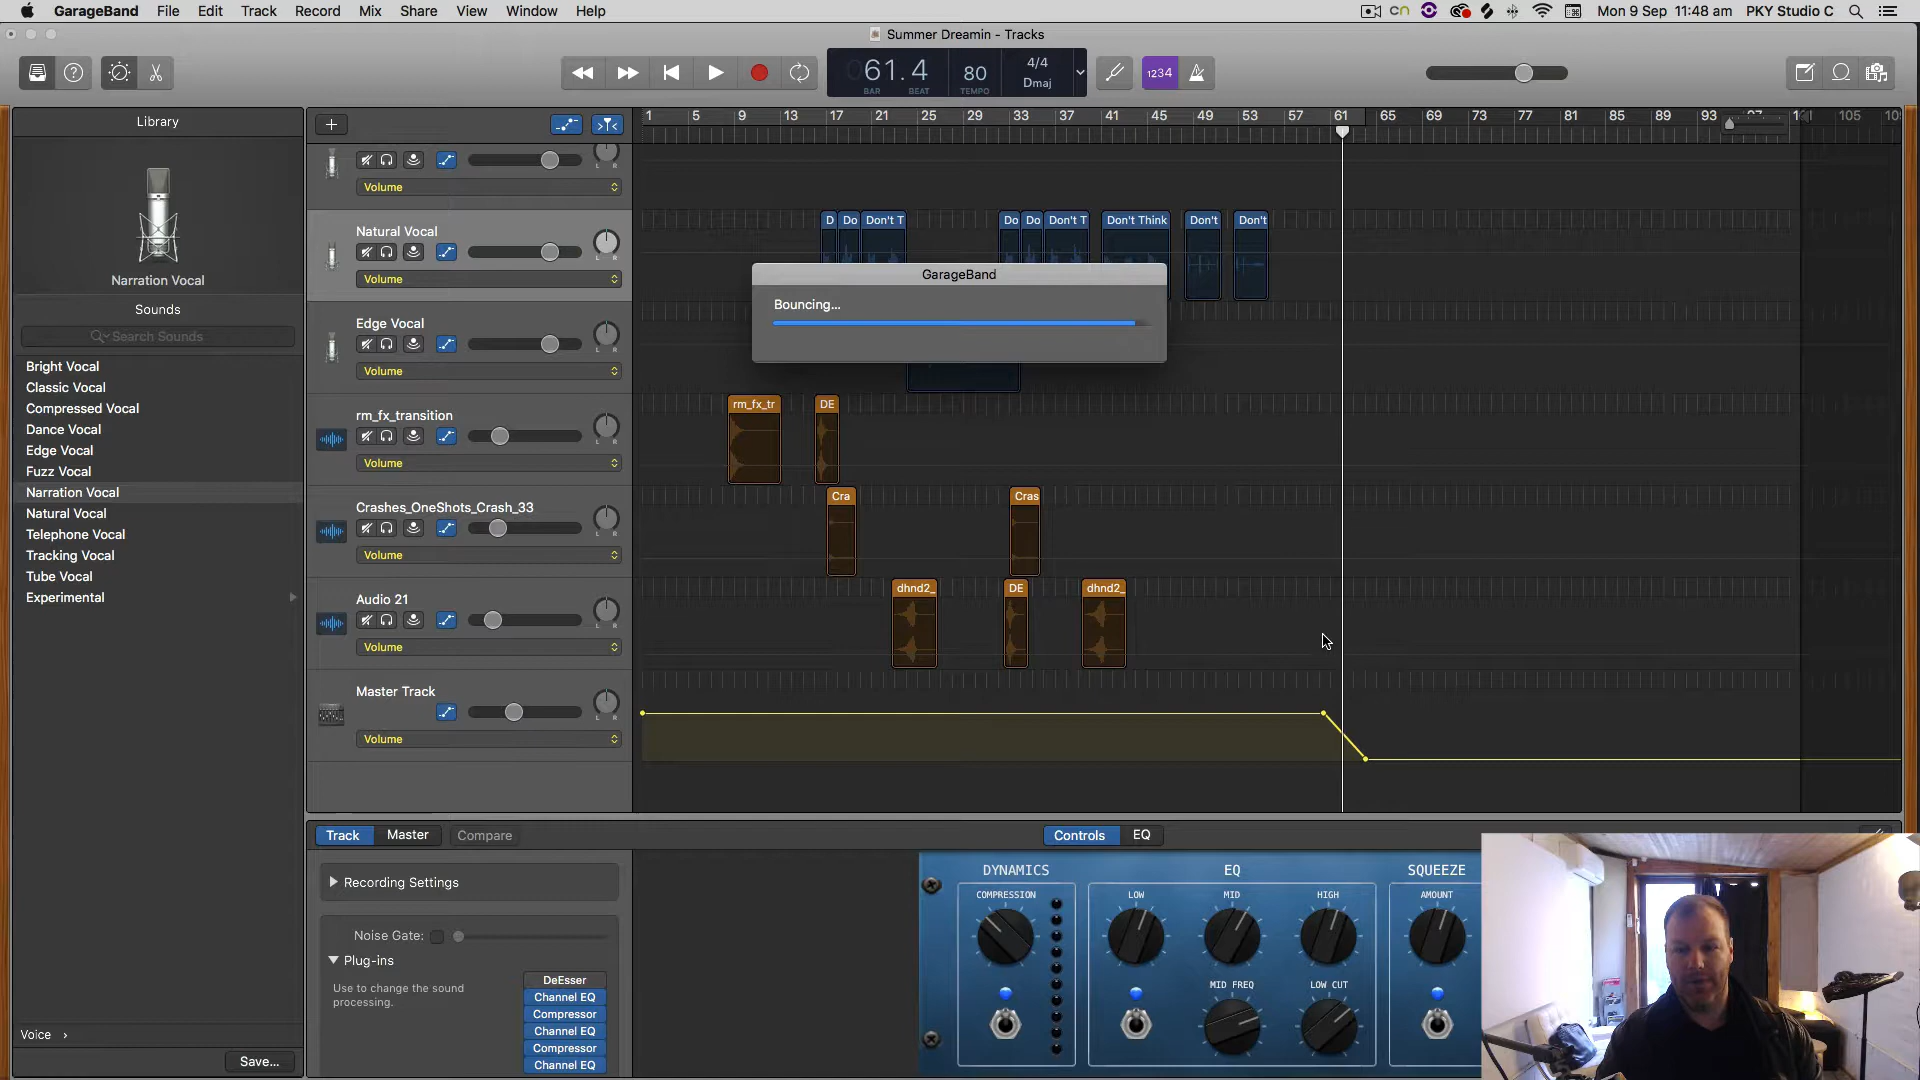 GarageBand File Edit Track Record Mix Share View Window Help
Mon 9 Sep 11:48 am PKY Studio C
Summer Dreamin - Tracks
61.4 80 4/4 Dmaj
BAR BEAT TEMPO
1234
Library
1 5 9 13 17 21 25 29 33 37 41 45 49 53 57 61 65 69 73 77 81 85 89 93 97 105
Narration Vocal
Sounds
Search Sounds
Bright Vocal
Classic Vocal
Compressed Vocal
Dance Vocal
Edge Vocal
Fuzz Vocal
Narration Vocal
Natural Vocal
Telephone Vocal
Tracking Vocal
Tube Vocal
Experimental
Voice
Save...
L R
Volume
Natural Vocal
L R
Volume
Edge Vocal
L R
Volume
rm_fx_transition
L R
Volume
Crashes_OneShots_Crash_33
L R
Volume
Audio 21
L R
Volume
Master Track
L R
Volume
D Do Don't T Do Do Don't T Don't Think Don't Don't
GarageBand
Bouncing...
rm_fx_tr DE
Cra Cras
dhnd2_ DE dhnd2_
Track Master Compare
Controls EQ
Recording Settings
Noise Gate:
Plug-ins
Use to change the sound
processing.
DeEsser
Channel EQ
Compressor
Channel EQ
Compressor
Channel EQ
DYNAMICS EQ SQUEEZE
COMPRESSION LOW MID HIGH AMOUNT
MID FREQ LOW CUT